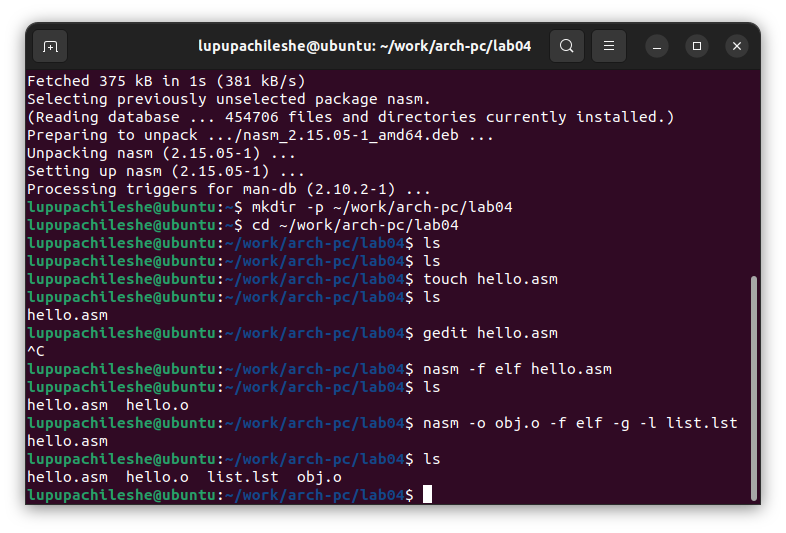 lupupachileshe@ubuntu: ~/work/arch-pc/lab04
Fetched 375 kB in 1s (381 kB/s)
Selecting previously unselected package nasm.
(Reading database ... 454706 files and directories currently installed.)
Preparing to unpack .../nasm_2.15.05-1_amd64.deb ...
Unpacking nasm (2.15.05-1) ...
Setting up nasm (2.15.05-1) ...
Processing triggers for man-db (2.10.2-1) ...
lupupachileshe@ubuntu:~$ mkdir -p ~/work/arch-pc/lab04
lupupachileshe@ubuntu:~$ cd ~/work/arch-pc/lab04
lupupachileshe@ubuntu:~/work/arch-pc/lab04$ ls
lupupachileshe@ubuntu:~/work/arch-pc/lab04$ ls
lupupachileshe@ubuntu:~/work/arch-pc/lab04$ touch hello.asm
lupupachileshe@ubuntu:~/work/arch-pc/lab04$ ls
hello.asm
lupupachileshe@ubuntu:~/work/arch-pc/lab04$ gedit hello.asm
^C
lupupachileshe@ubuntu:~/work/arch-pc/lab04$ nasm -f elf hello.asm
lupupachileshe@ubuntu:~/work/arch-pc/lab04$ ls
hello.asm  hello.o
lupupachileshe@ubuntu:~/work/arch-pc/lab04$ nasm -o obj.o -f elf -g -l list.lst
hello.asm
lupupachileshe@ubuntu:~/work/arch-pc/lab04$ ls
hello.asm  hello.o  list.lst  obj.o
lupupachileshe@ubuntu:~/work/arch-pc/lab04$